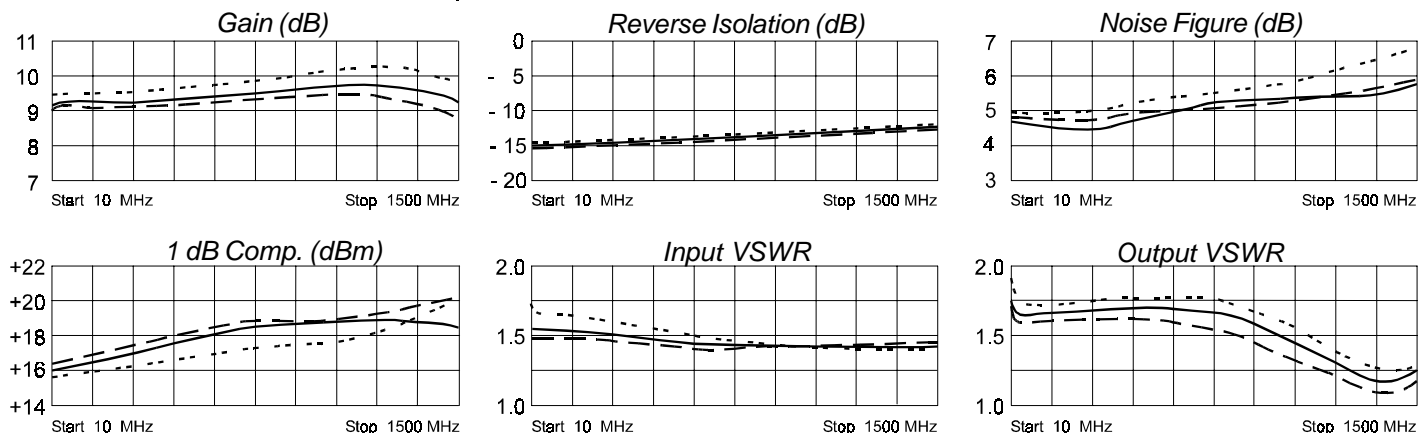 Gain (dB)
11
10
9
8
7
Start 10 MHz Stop 1500 MHz
Reverse Isolation (dB)
0
- 5
- 10
- 15
- 20
Start 10 MHz Stop 1500 MHz
Noise Figure (dB)
7
6
5
4
3
Start 10 MHz Stop 1500 MHz
1 dB Comp. (dBm)
+22
+20
+18
+16
+14
Start 10 MHz Stop 1500 MHz
Input VSWR
2.0
1.5
1.0
Start 10 MHz Stop 1500 MHz
Output VSWR
2.0
1.5
1.0
Start 10 MHz Stop 1500 MHz